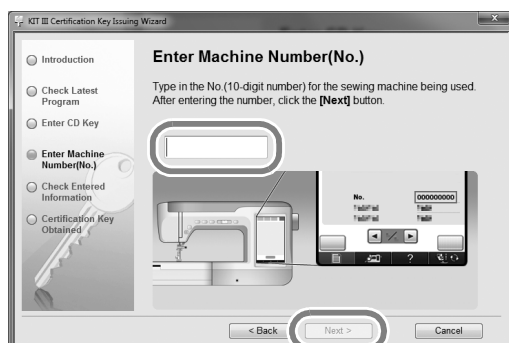 KIT III Certification Key Issuing Wizard
Introduction
Check Latest
Program
Enter CD Key
Enter Machine
Number(No.)
Check Entered
Information
Certification Key
Obtained
Enter Machine Number(No.)
Type in the No.(10-digit number) for the sewing machine being used.
After entering the number, click the [Next] button.
No. 000000000
?
< Back
Next >
Cancel